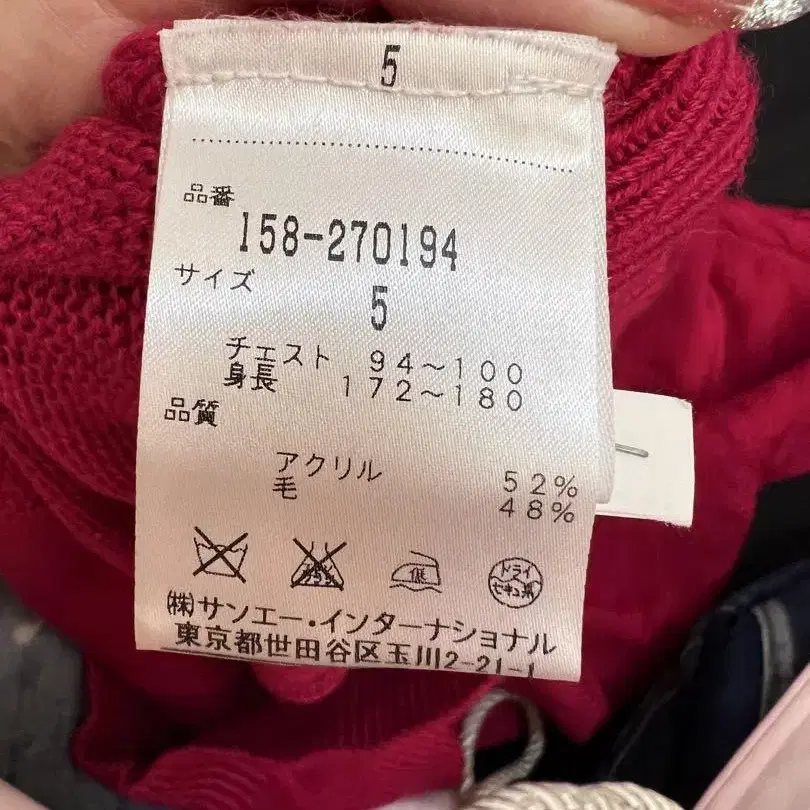 5
品番
158-270194
サイズ
5
チェスト 94～100
身長 172～180
品質
アクリル 52%
毛 48%
低
ドライ
セキユ系
㈱サンエー・インターナショナル
東京都世田谷区玉川2-21-1